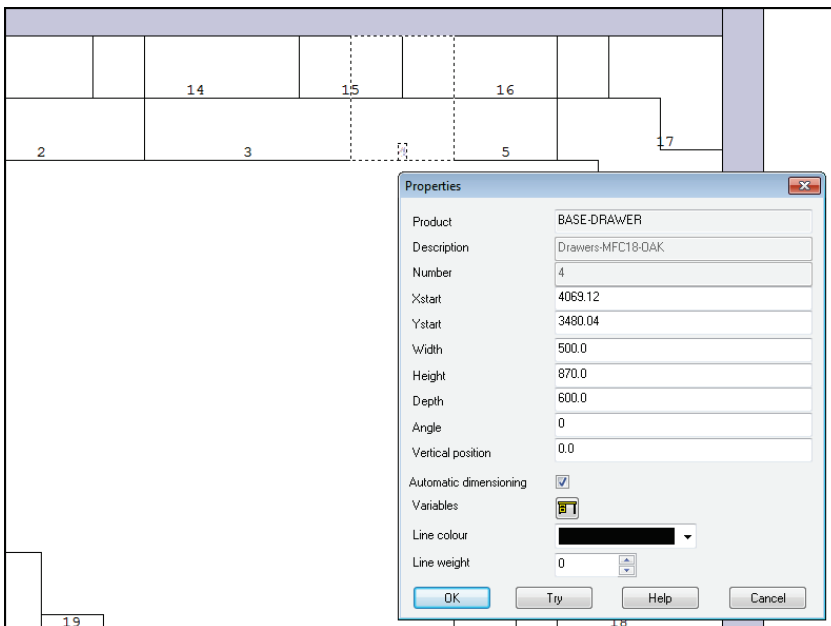 14 15 16
17
2 3 4 5
Properties
Product BASE-DRAWER
Description Drawers-MFC18-OAK
Number 4
Xstart 4069.12
Ystart 3480.04
Width 500.0
Height 870.0
Depth 600.0
Angle 0
Vertical position 0.0
Automatic dimensioning
Variables
Line colour
Line weight 0
OK Try Help Cancel
19 18